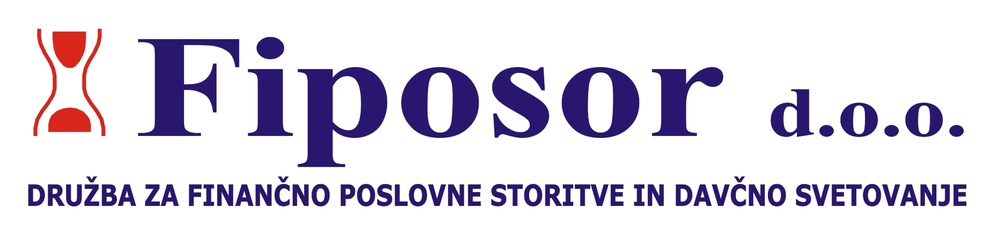 Fiposor d.o.o.
DRUŽBA ZA FINANČNO POSLOVNE STORITVE IN DAVČNO SVETOVANJE